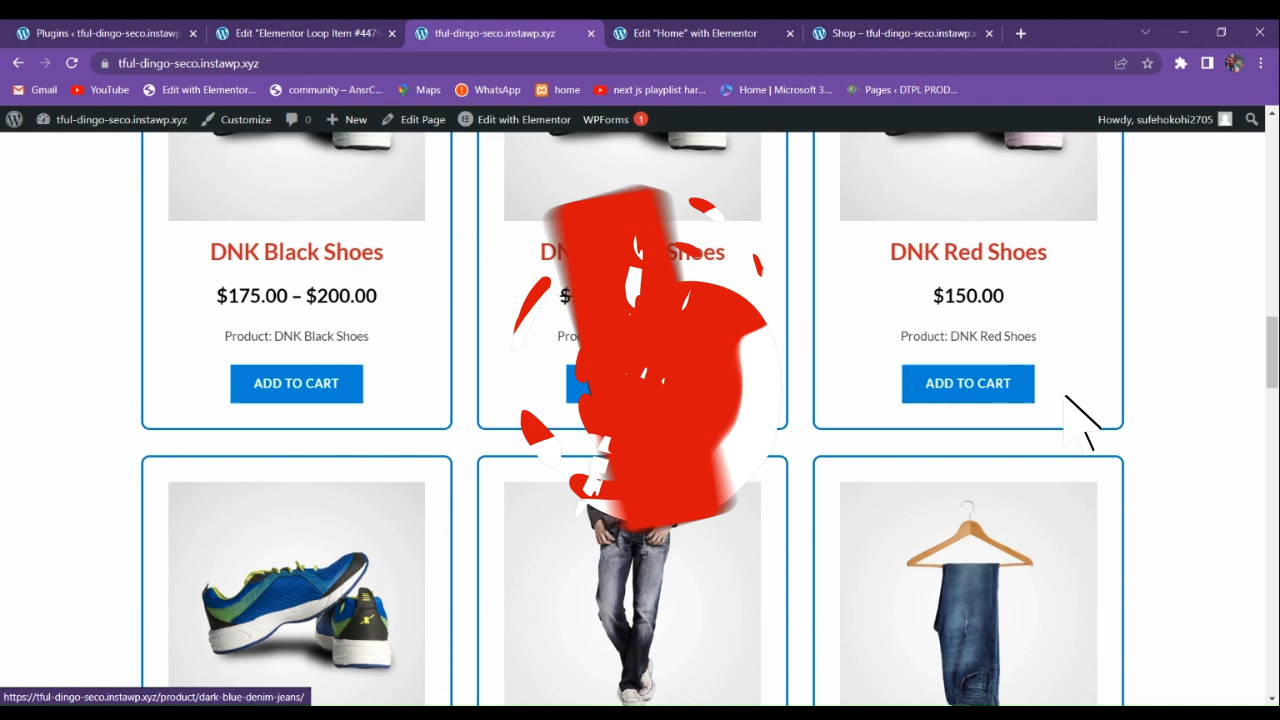 Plugins ‹ tful-dingo-seco.instawp
Edit "Elementor Loop Item #447
tful-dingo-seco.instawp.xyz
Edit "Home" with Elementor
Shop – tful-dingo-seco.instawp.x
tful-dingo-seco.instawp.xyz
Gmail
YouTube
Edit with Elementor...
community – AnsrC...
Maps
WhatsApp
home
next js playplist har...
Home | Microsoft 3...
Pages ‹ DTPL PROD...
tful-dingo-seco.instawp.xyz
Customize
0
New
Edit Page
Edit with Elementor
WPForms 1
Howdy, sufehokohi2705
DNK Black Shoes
Shoes
DNK Red Shoes
$175.00 – $200.00
$150.00
Product: DNK Black Shoes
Product: DNK Red Shoes
ADD TO CART
ADD TO CART
https://tful-dingo-seco.instawp.xyz/product/dark-blue-denim-jeans/